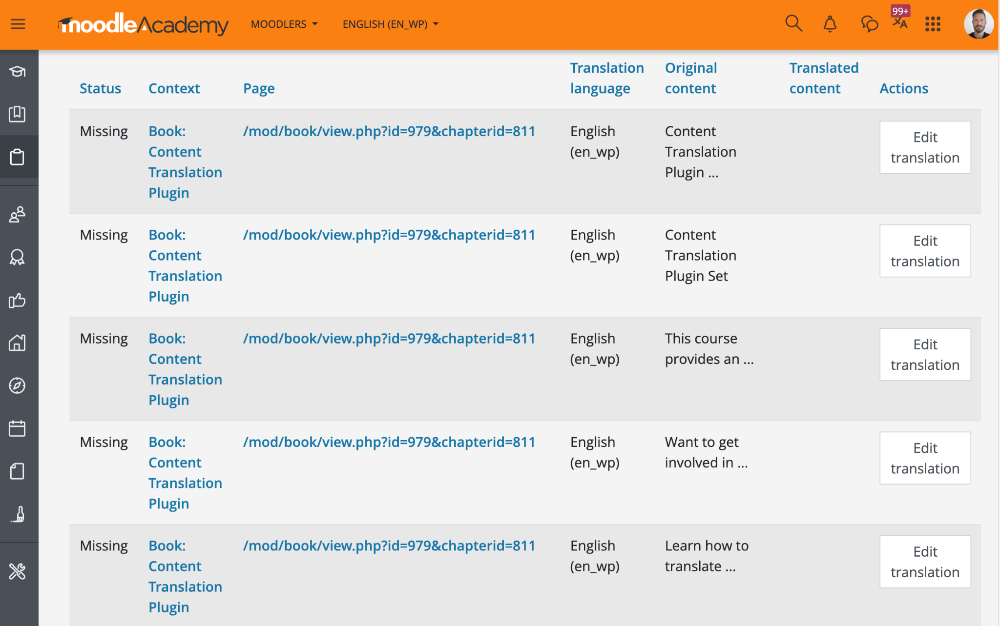 moodleAcademy MOODLERS ENGLISH (EN_WP) 99+
Status Context Page Translation language Original content Translated content Actions
Missing Book: /mod/book/view.php?id=979&chapterid=811 English Content Edit
Content (en_wp) Translation translation
Translation Plugin ...
Plugin
Missing Book: /mod/book/view.php?id=979&chapterid=811 English Content Edit
Content (en_wp) Translation translation
Translation Plugin Set
Plugin
Missing Book: /mod/book/view.php?id=979&chapterid=811 English This course Edit
Content (en_wp) provides an ... translation
Translation
Plugin
Missing Book: /mod/book/view.php?id=979&chapterid=811 English Want to get Edit
Content (en_wp) involved in ... translation
Translation
Plugin
Missing Book: /mod/book/view.php?id=979&chapterid=811 English Learn how to Edit
Content (en_wp) translate ... translation
Translation
Plugin